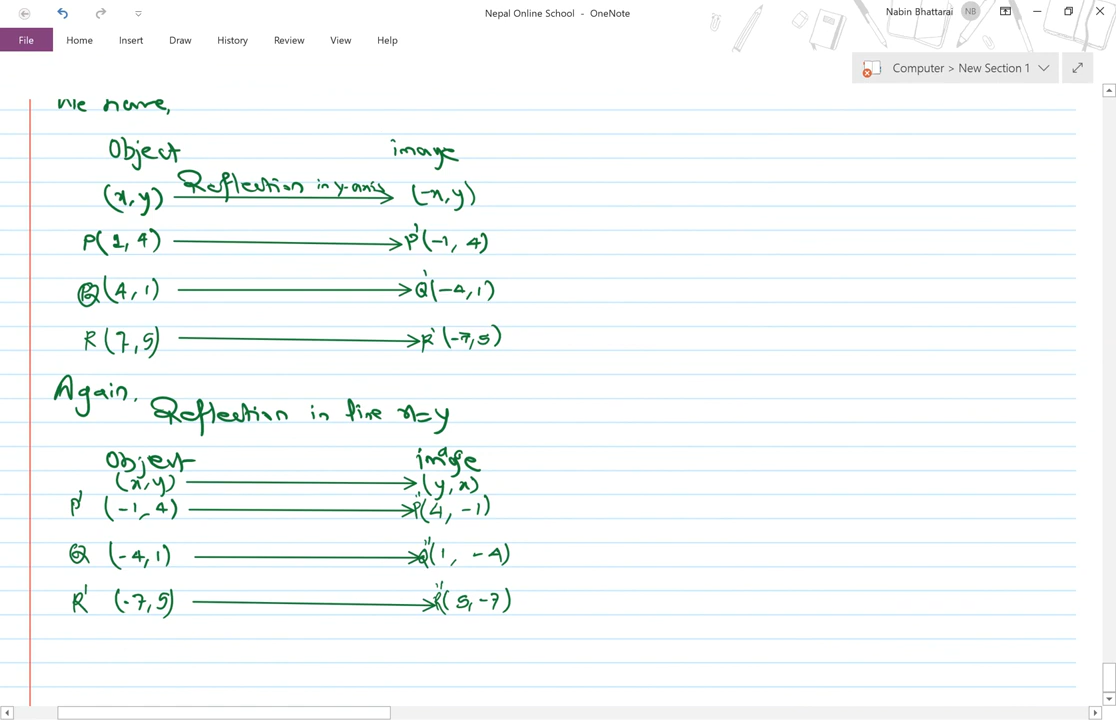 Nepal Online School - OneNote
Nabin Bhattarai NB
File Home Insert Draw History Review View Help
Computer > New Section 1
We have,
Object image
(x,y) Reflection in y-axis (-x,y)
P(1,4) P'(-1, 4)
Q(4,1) Q'(-4,1)
R(7,5) R'(-7,5)
Again,
Reflection in line x=y
Object image
(x,y) (y,x)
P' (-1,4) P''(4,-1)
Q (-4,1) Q''(1, -4)
R' (-7,5) R''(5,-7)